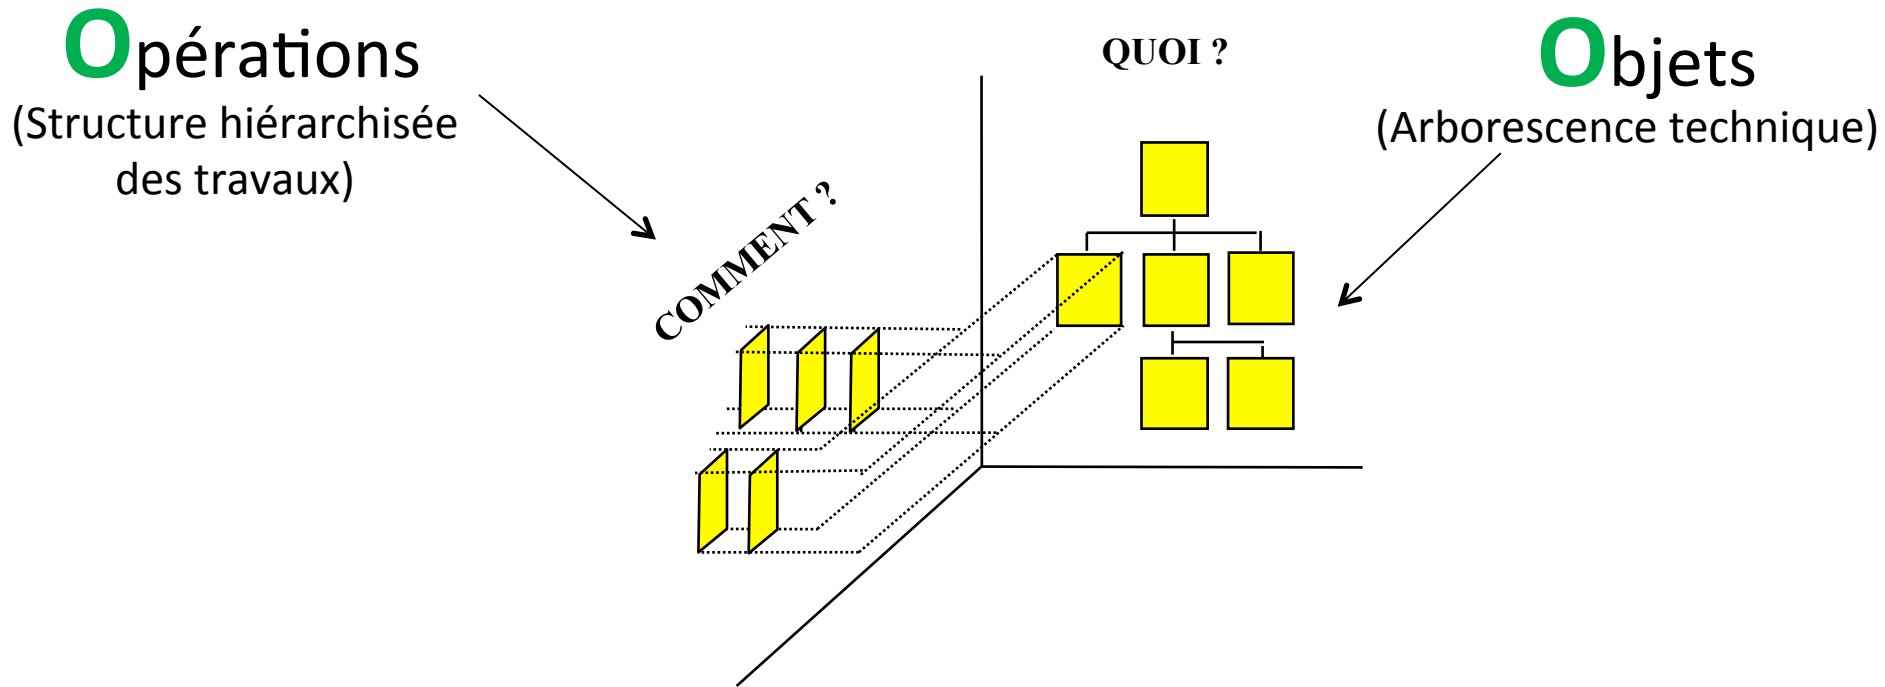 Opérations
(Structure hiérarchisée
des travaux)
COMMENT ?
QUOI ?
Objets
(Arborescence technique)